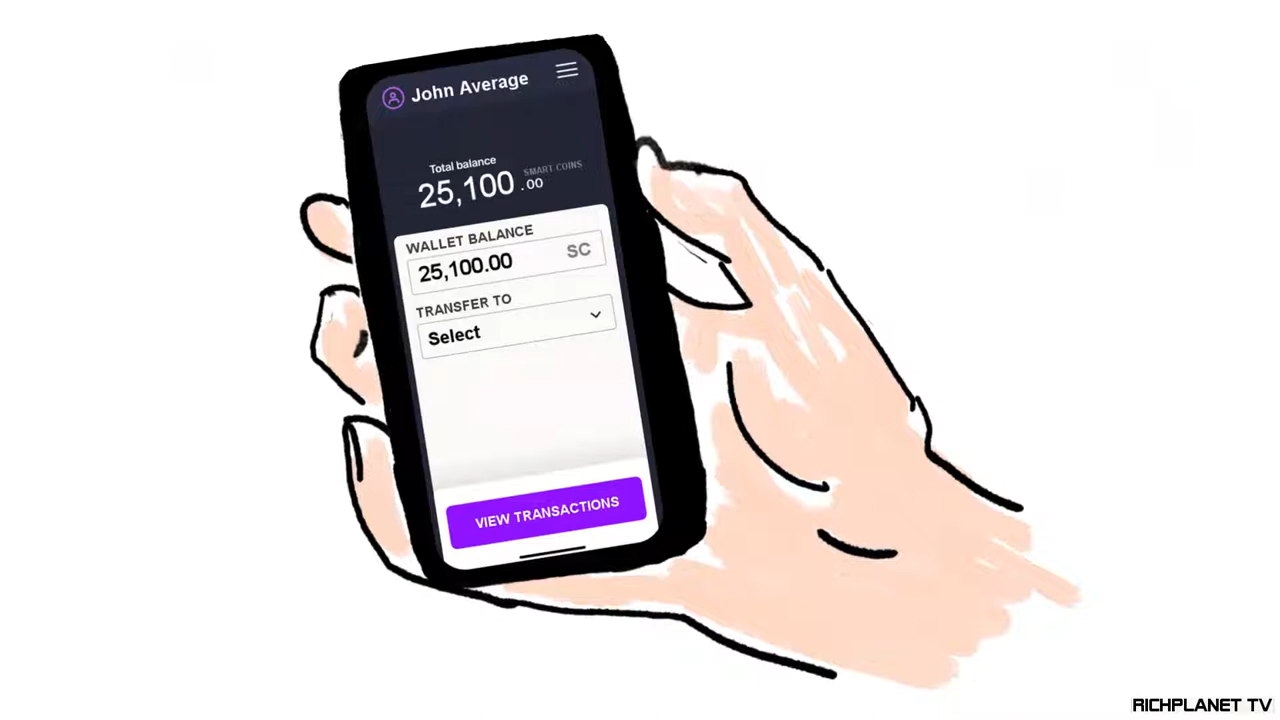 John Average
Total balance
25,100.00 SMART COINS
WALLET BALANCE
25,100.00 SC
TRANSFER TO
Select
VIEW TRANSACTIONS
RICHPLANET TV